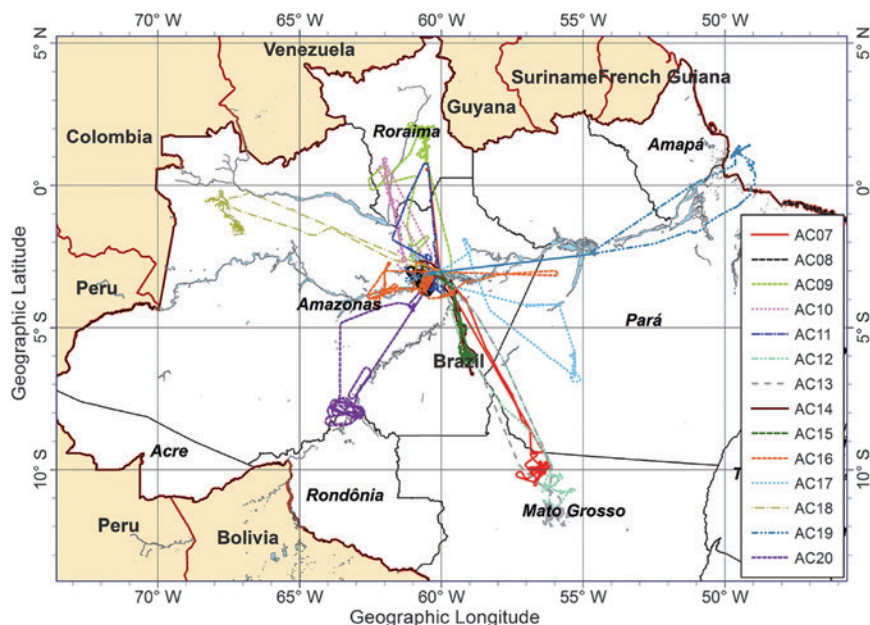 70° W 65° W 60° W 55° W 50° W
5° N
0°
5° S
10° S
5° N
0°
5° S
10° S
Geographic Latitude
Venezuela
Suriname
French Guiana
Guyana
Colombia
Roraima
Amapá
Peru
Amazonas
Pará
Brazil
Acre
Rondônia
Mato Grosso
T
Peru
Bolivia
AC07
AC08
AC09
AC10
AC11
AC12
AC13
AC14
AC15
AC16
AC17
AC18
AC19
AC20
70° W 65° W 60° W 55° W 50° W
Geographic Longitude